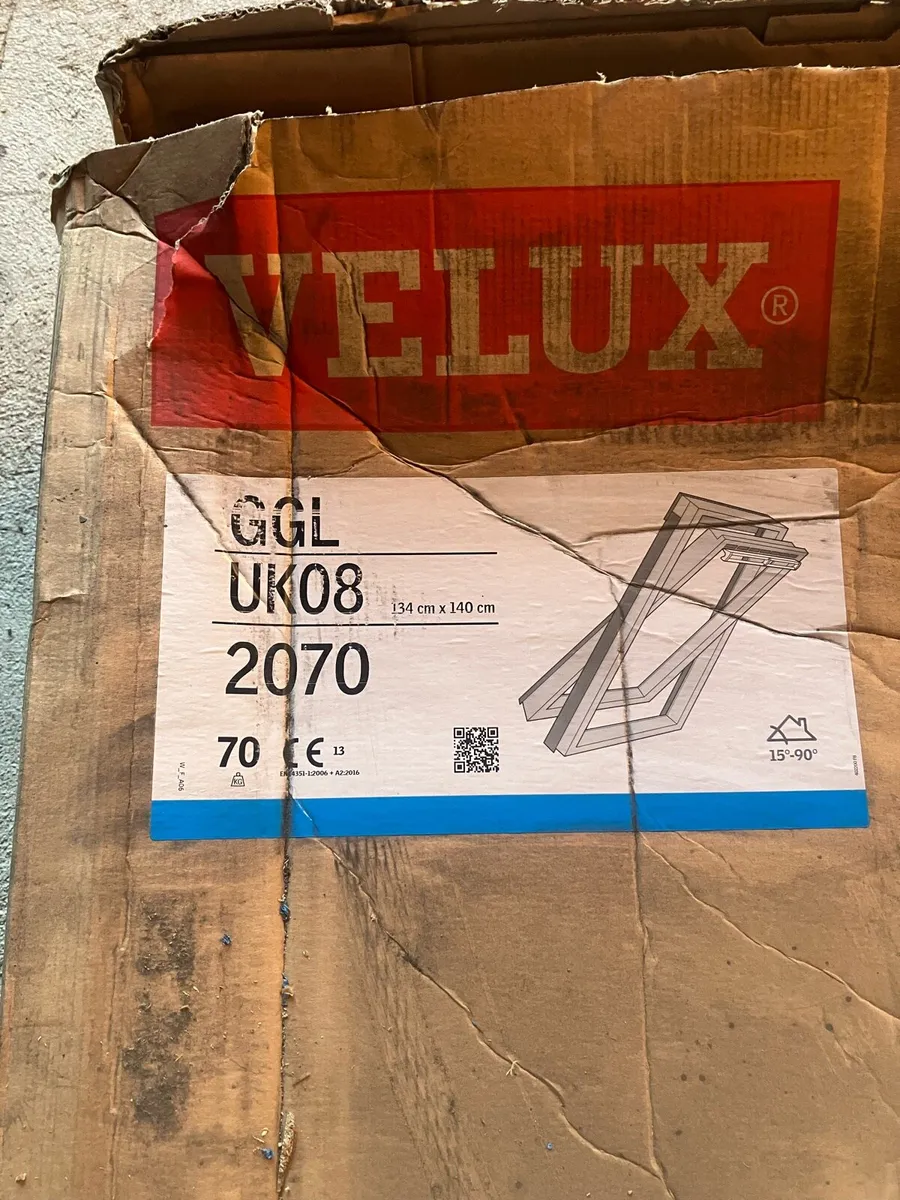 VELUX®
GGL
UK08 134 cm x 140 cm
2070
70 CE 13
KG
EN 14351-1:2006 + A2:2016
15°-90°